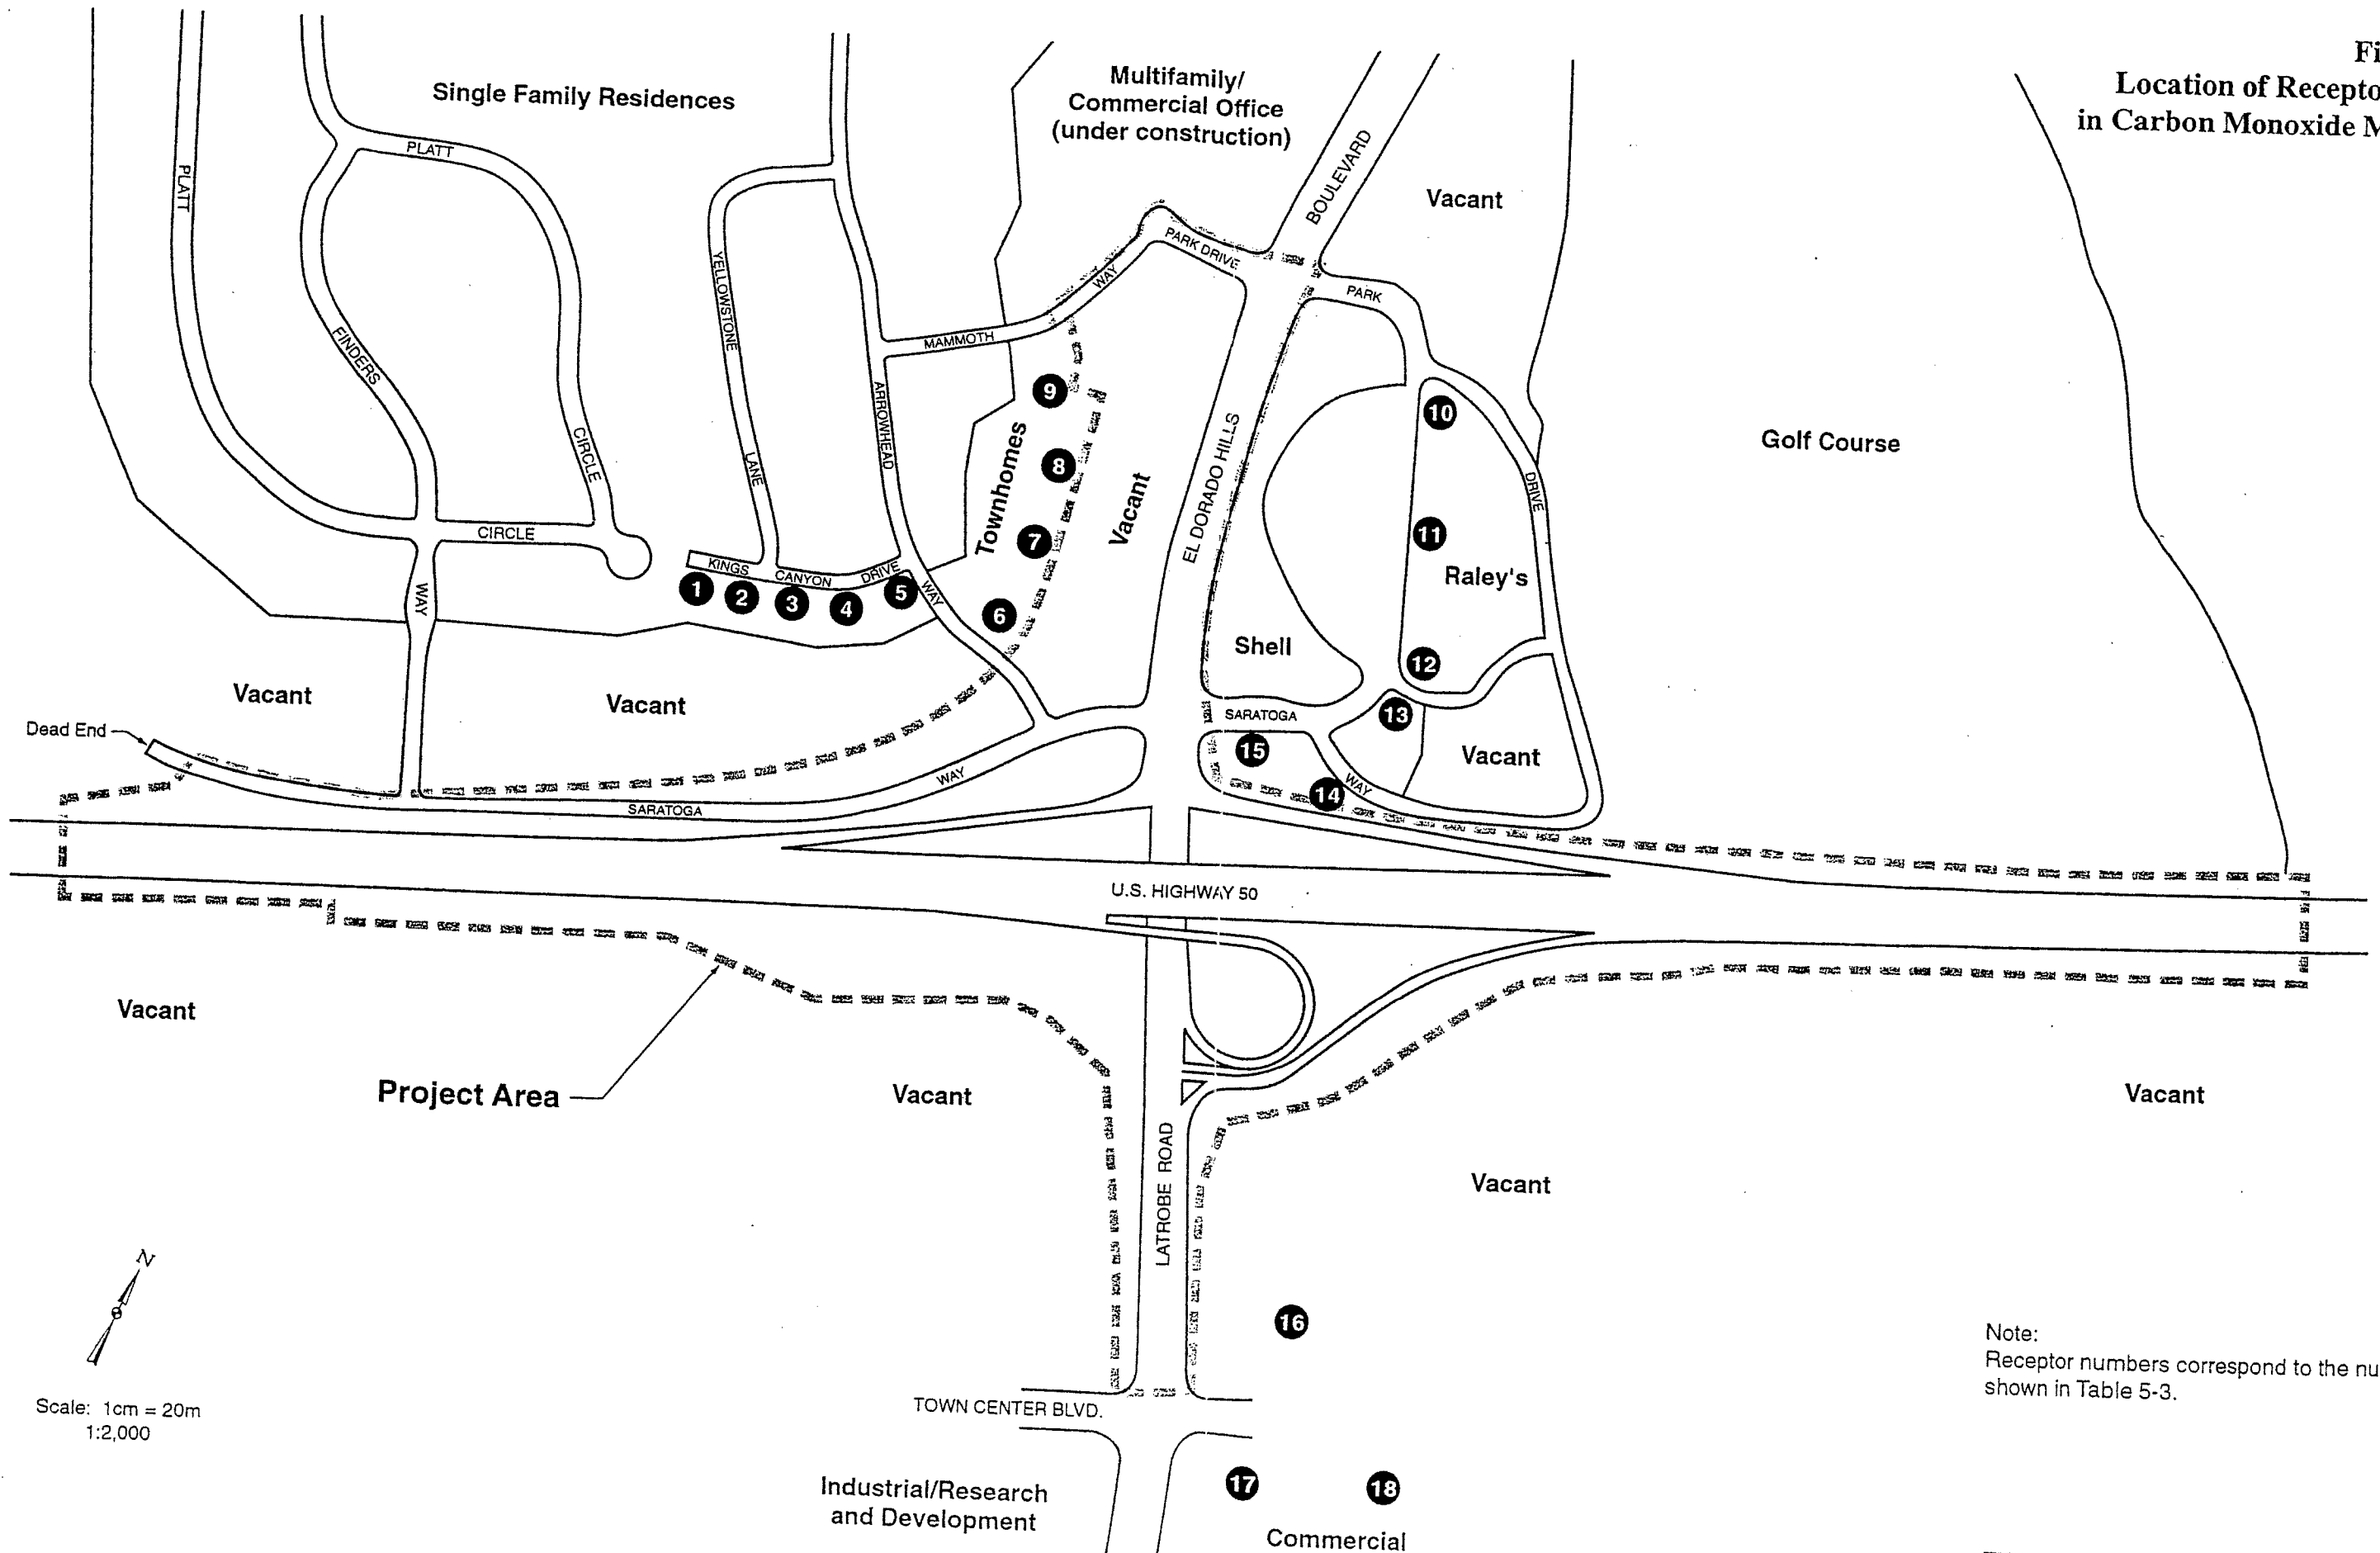 Fi
Location of Recepto
in Carbon Monoxide M
Single Family Residences
Multifamily/
Commercial Office
(under construction)
BOULEVARD
Vacant
PLATT
PLATT
PARK DRIVE
WAY
PARK
YELLOWSTONE
FINDERS
MAMMOTH
ARROWHEAD
9
10
Golf Course
EL DORADO HILLS
CIRCLE
LANE
Townhomes
8
Vacant
DRIVE
CIRCLE
7
11
KINGS
CANYON
DRIVE
Raley's
1
2
3
4
5
WAY
WAY
6
Shell
12
Vacant
Vacant
SARATOGA
13
Dead End
15
Vacant
WAY
14
WAY
SARATOGA
U.S. HIGHWAY 50
Vacant
Project Area
Vacant
Vacant
LATROBE ROAD
Vacant
N
16
Note:
Receptor numbers correspond to the nu
shown in Table 5-3.
Scale: 1cm = 20m
1:2,000
TOWN CENTER BLVD.
Industrial/Research
and Development
17
18
Commercial